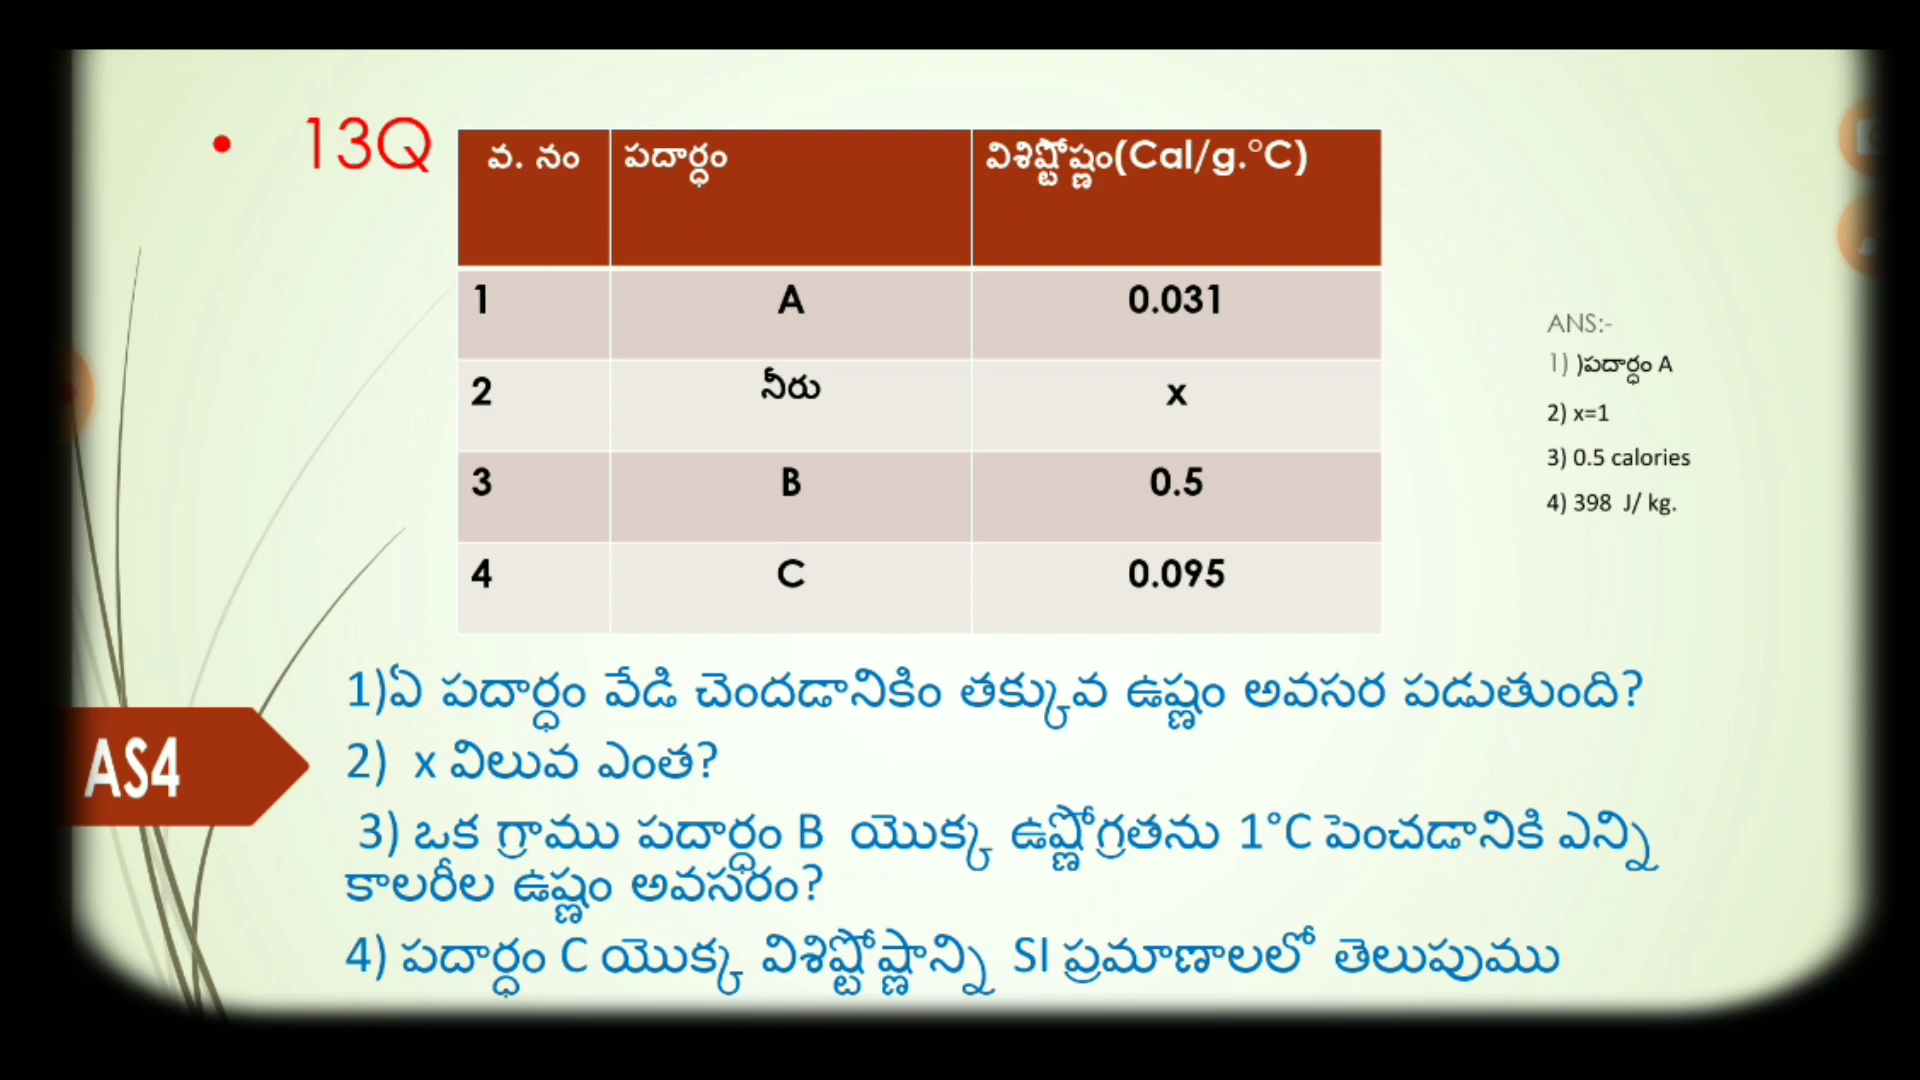 • 13Q
వ. నం పదార్ధం విశిష్టోష్ణం(Cal/g.°C)
1 A 0.031
2 నీరు x
3 B 0.5
4 C 0.095
ANS:-
1) )పదార్ధం A
2) x=1
3) 0.5 calories
4) 398 J/ kg.
1)ఏ పదార్ధం వేడి చెందడానికిం తక్కువ ఉష్ణం అవసర పడుతుంది?
2) x విలువ ఎంత?
AS4
3) ఒక గ్రాము పదార్ధం B యొక్క ఉష్ణోగ్రతను 1°C పెంచడానికి ఎన్ని
కాలరీల ఉష్ణం అవసరం?
4) పదార్ధం C యొక్క విశిష్టోష్ణాన్ని SI ప్రమాణాలలో తెలుపుము